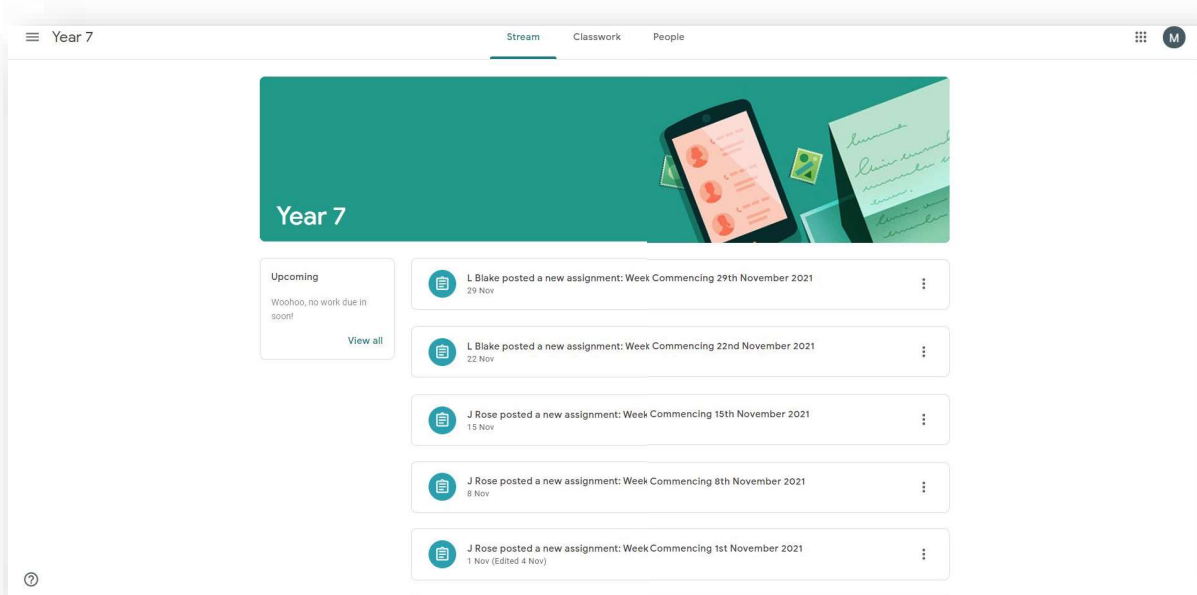 Year 7
Stream Classwork People
M
Year 7
Upcoming
Woohoo, no work due in
soon!
View all
L Blake posted a new assignment: Week Commencing 29th November 2021
29 Nov
L Blake posted a new assignment: Week Commencing 22nd November 2021
22 Nov
J Rose posted a new assignment: Week Commencing 15th November 2021
15 Nov
J Rose posted a new assignment: Week Commencing 8th November 2021
8 Nov
J Rose posted a new assignment: Week Commencing 1st November 2021
1 Nov (Edited 4 Nov)